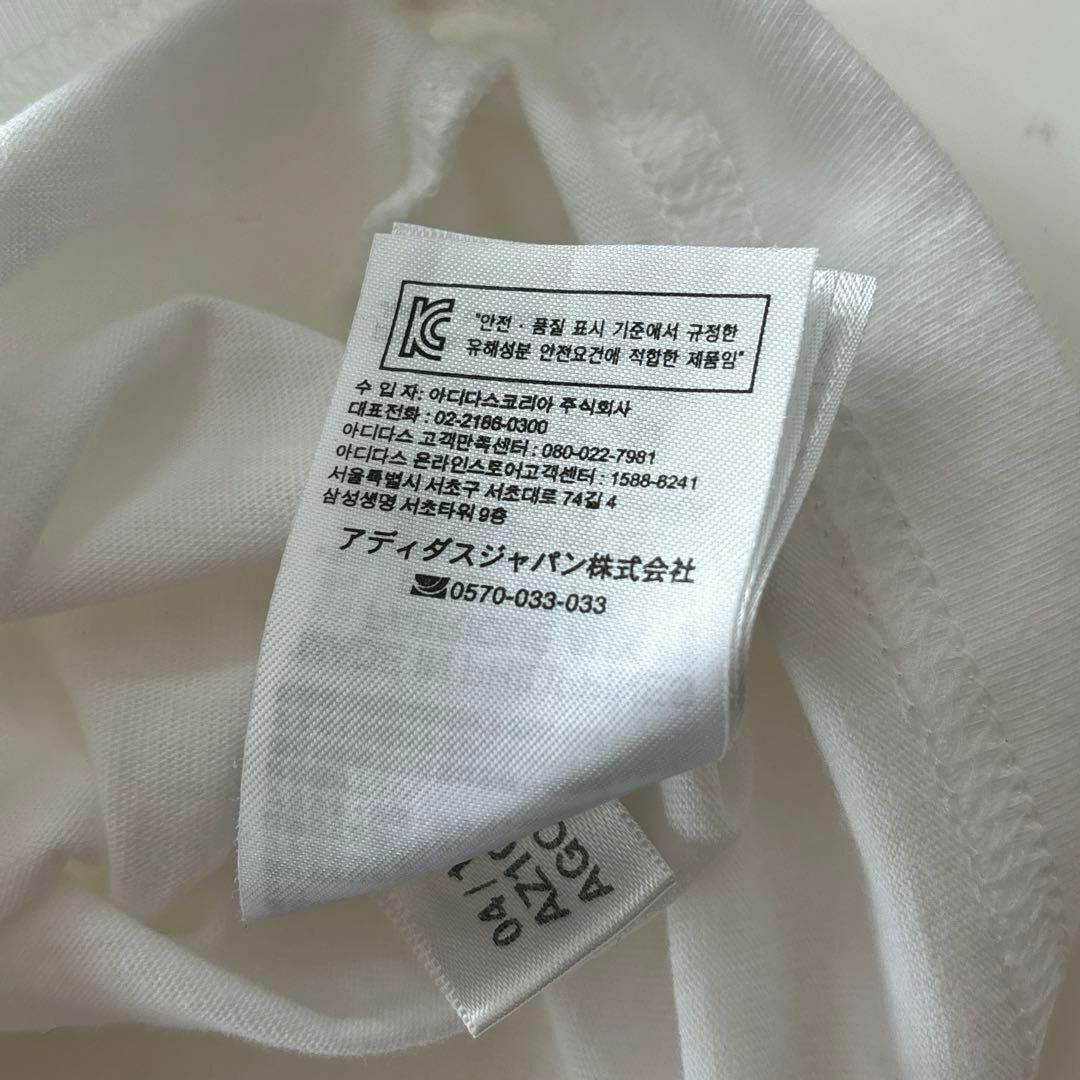 "안전 · 품질 표시 기준에서 규정한
유해성분 안전요건에 적합한 제품임"
수 입 자: 아디다스코리아 주식회사
대표전화 : 02-2186-0300
아디다스 고객만족센터 : 080-022-7981
아디다스 온라인스토어고객센터 : 1588-8241
서울특별시 서초구 서초대로 74길 4
삼성생명 서초타워 9층
アディダスジャパン株式会社
0570-033-033
04/1
AZ1
AGC